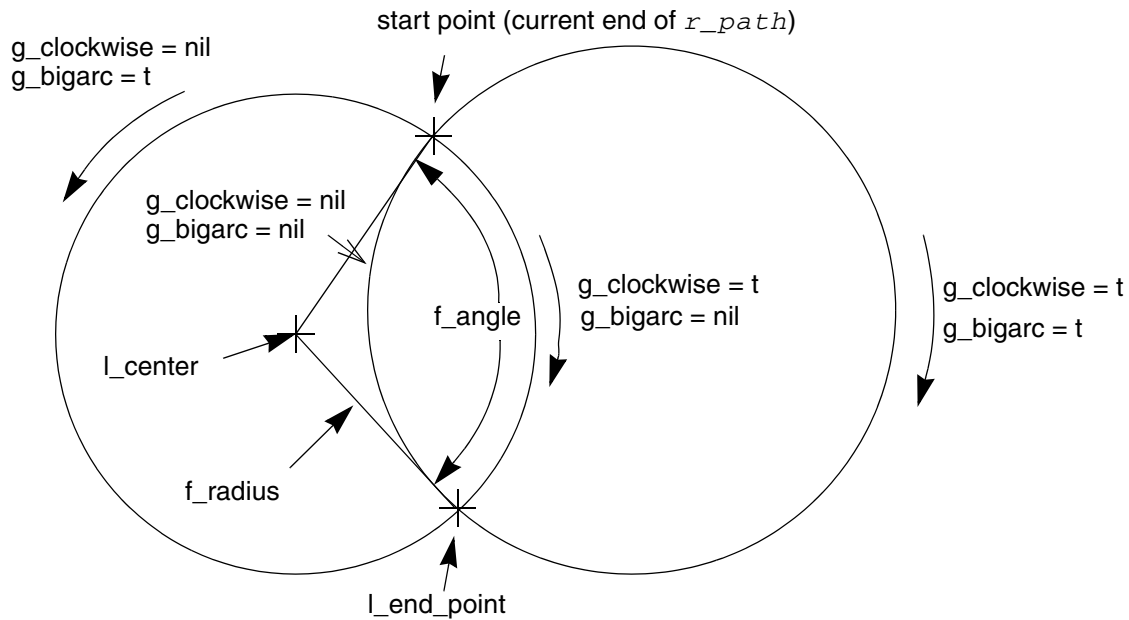 start point (current end of r_path)
g_clockwise = nil
g_bigarc = t
g_clockwise = nil
g_bigarc = nil
g_clockwise = t
g_bigarc = nil
g_clockwise = t
g_bigarc = t
f_angle
l_center
f_radius
l_end_point